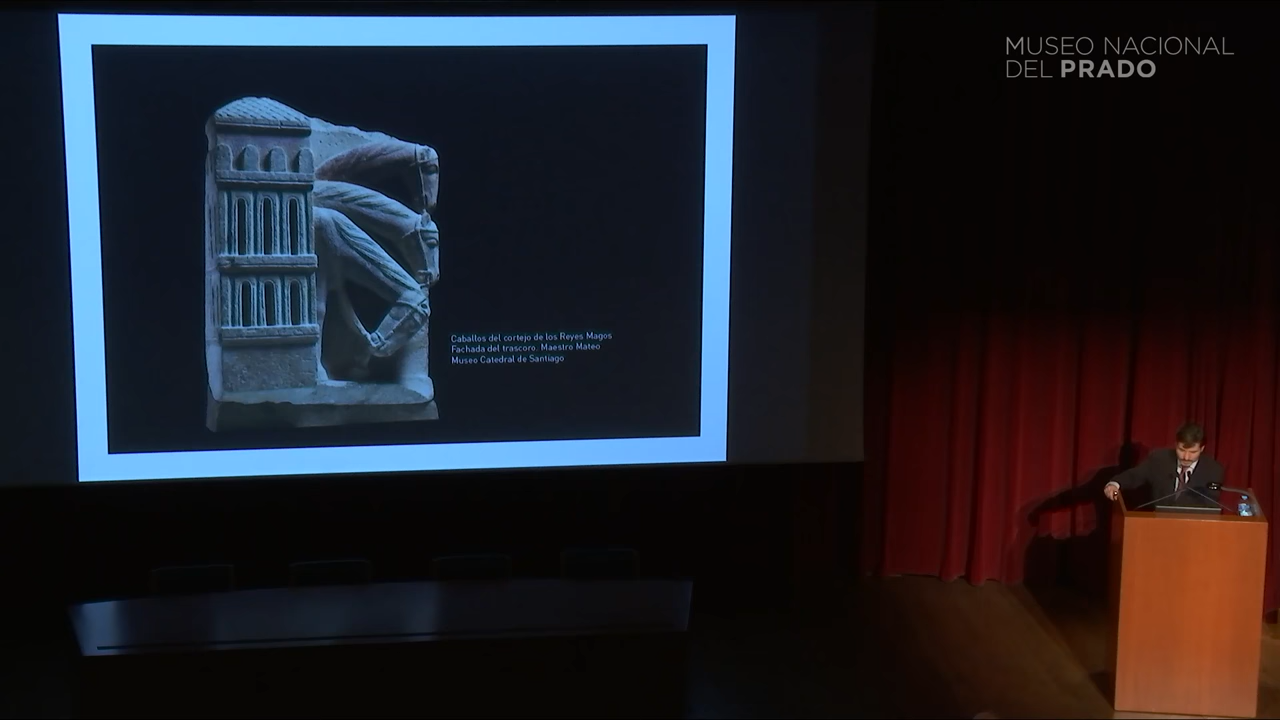 MUSEO NACIONAL
DEL PRADO
Caballos del cortejo de los Reyes Magos
Fachada del trascoro. Maestro Mateo
Museo Catedral de Santiago